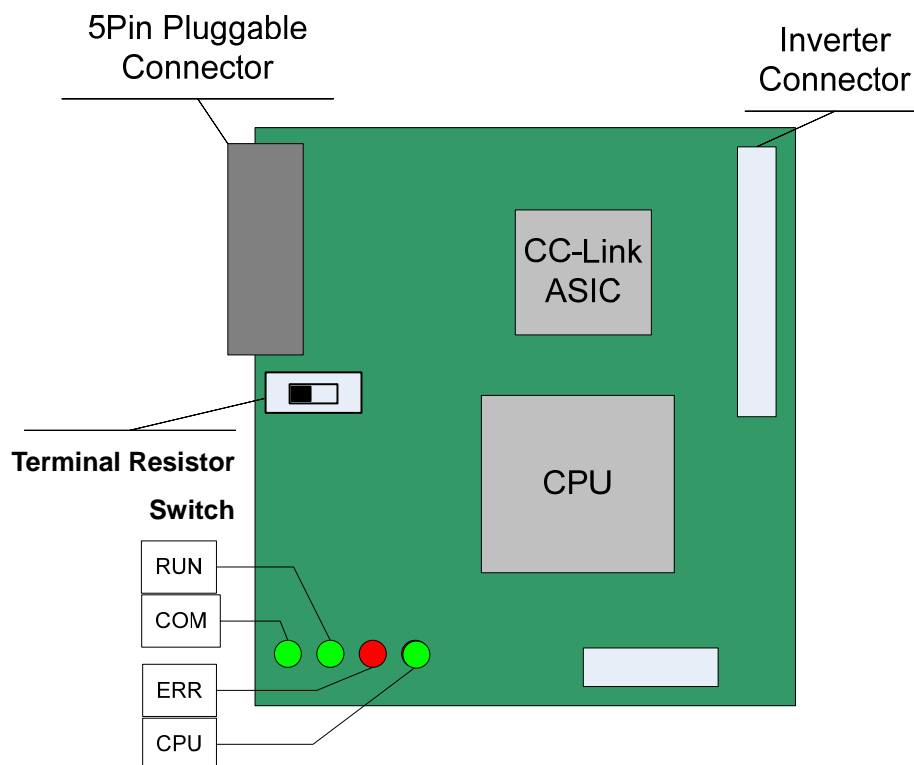 5Pin Pluggable
Connector
Inverter
Connector
CC-Link
ASIC
Terminal Resistor
Switch
CPU
RUN
COM
ERR
CPU